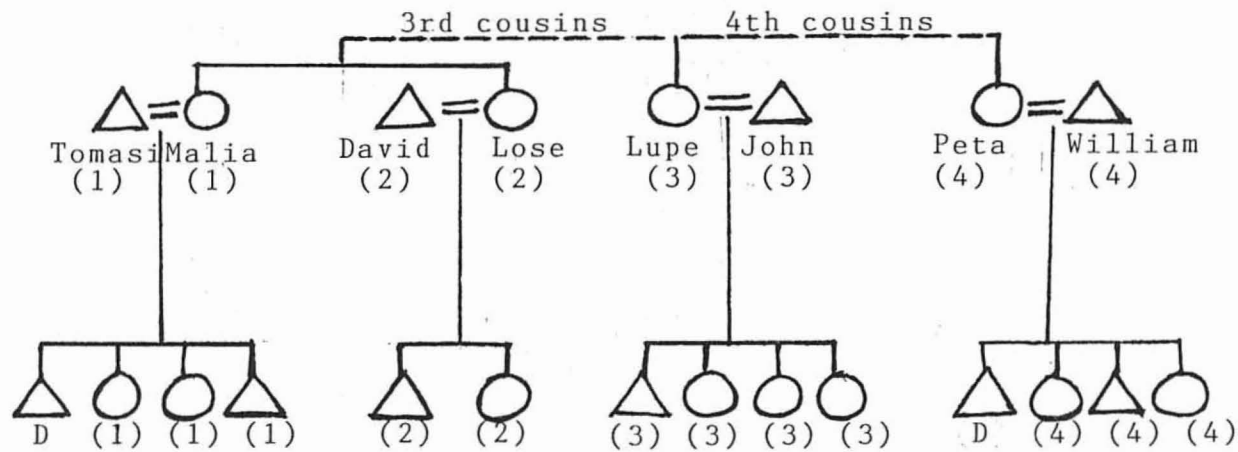 3rd cousins 4th cousins
Tomasi Malia David Lose Lupe John Peta William
(1) (1) (2) (2) (3) (3) (4) (4)
D (1) (1) (1) (2) (2) (3) (3) (3) (3) D (4) (4) (4)